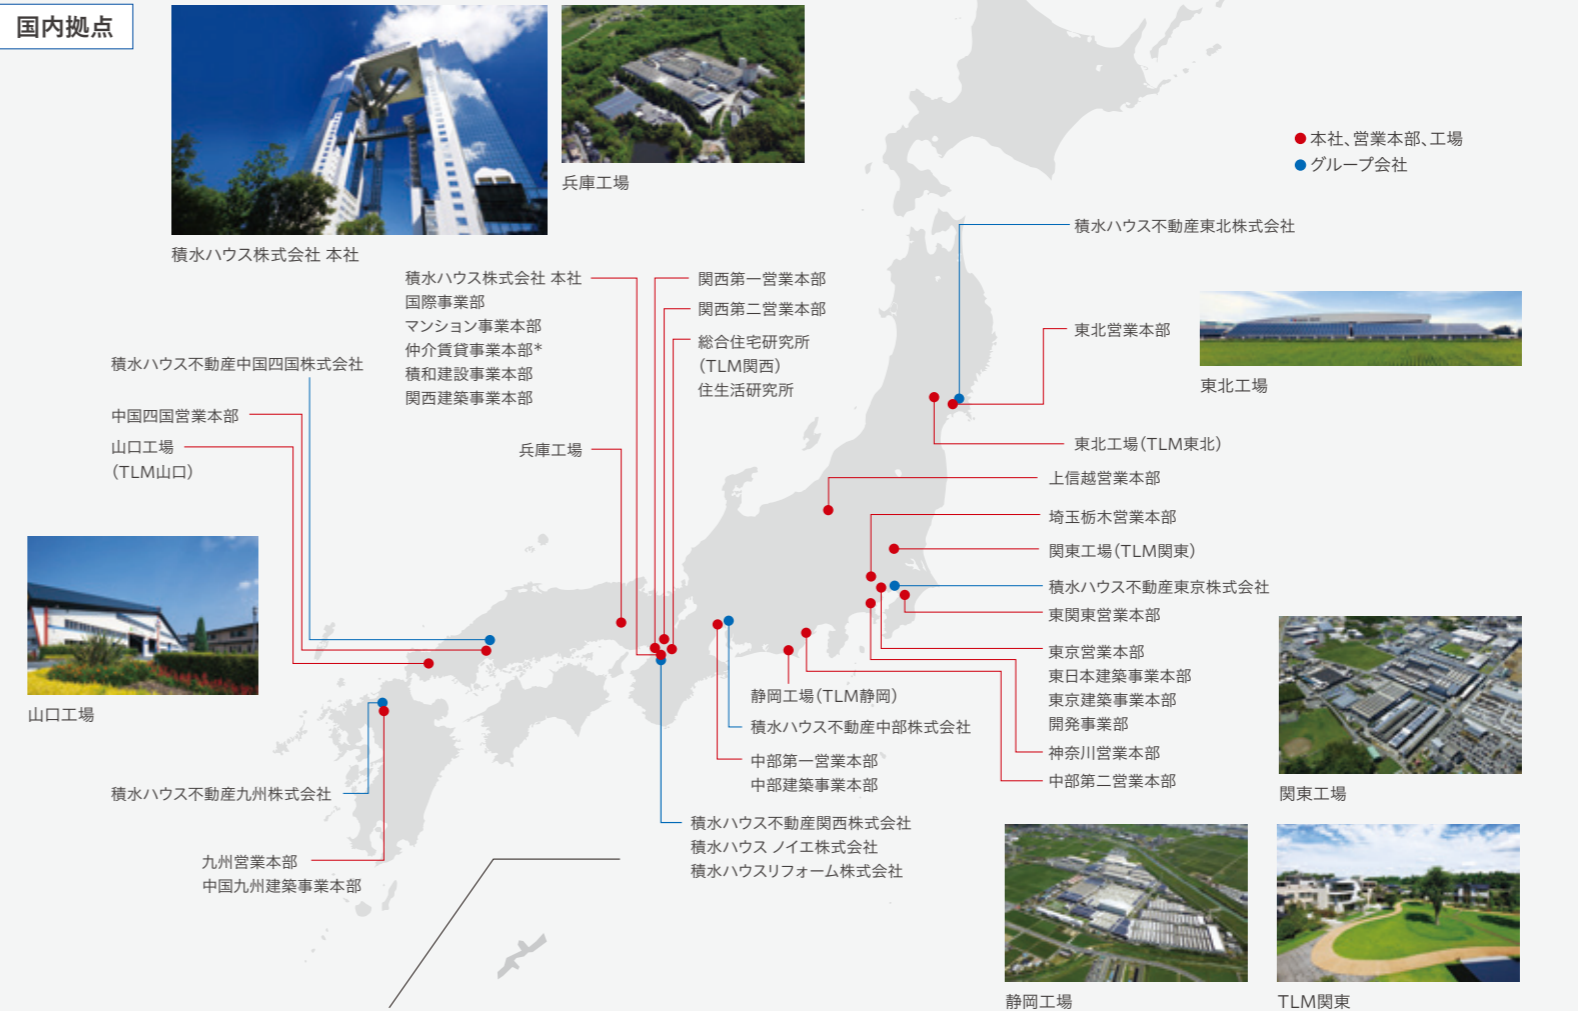 国内拠点
積水ハウス株式会社 本社
兵庫工場
● 本社、営業本部、工場
● グループ会社
積水ハウス不動産東北株式会社
東北営業本部
東北工場
東北工場(TLM東北)
上信越営業本部
埼玉栃木営業本部
関東工場(TLM関東)
積水ハウス不動産東京株式会社
東関東営業本部
東京営業本部
東日本建築事業本部
東京建築事業本部
開発事業部
神奈川営業本部
中部第二営業本部
関東工場
積水ハウス株式会社 本社
国際事業部
マンション事業本部
仲介賃貸事業本部*
積和建設事業本部
関西建築事業本部
関西第一営業本部
関西第二営業本部
総合住宅研究所
(TLM関西)
住生活研究所
兵庫工場
積水ハウス不動産中国四国株式会社
中国四国営業本部
山口工場
(TLM山口)
山口工場
積水ハウス不動産九州株式会社
九州営業本部
中国九州建築事業本部
静岡工場(TLM静岡)
積水ハウス不動産中部株式会社
中部第一営業本部
中部建築事業本部
積水ハウス不動産関西株式会社
積水ハウス ノイエ株式会社
積水ハウスリフォーム株式会社
静岡工場
TLM関東